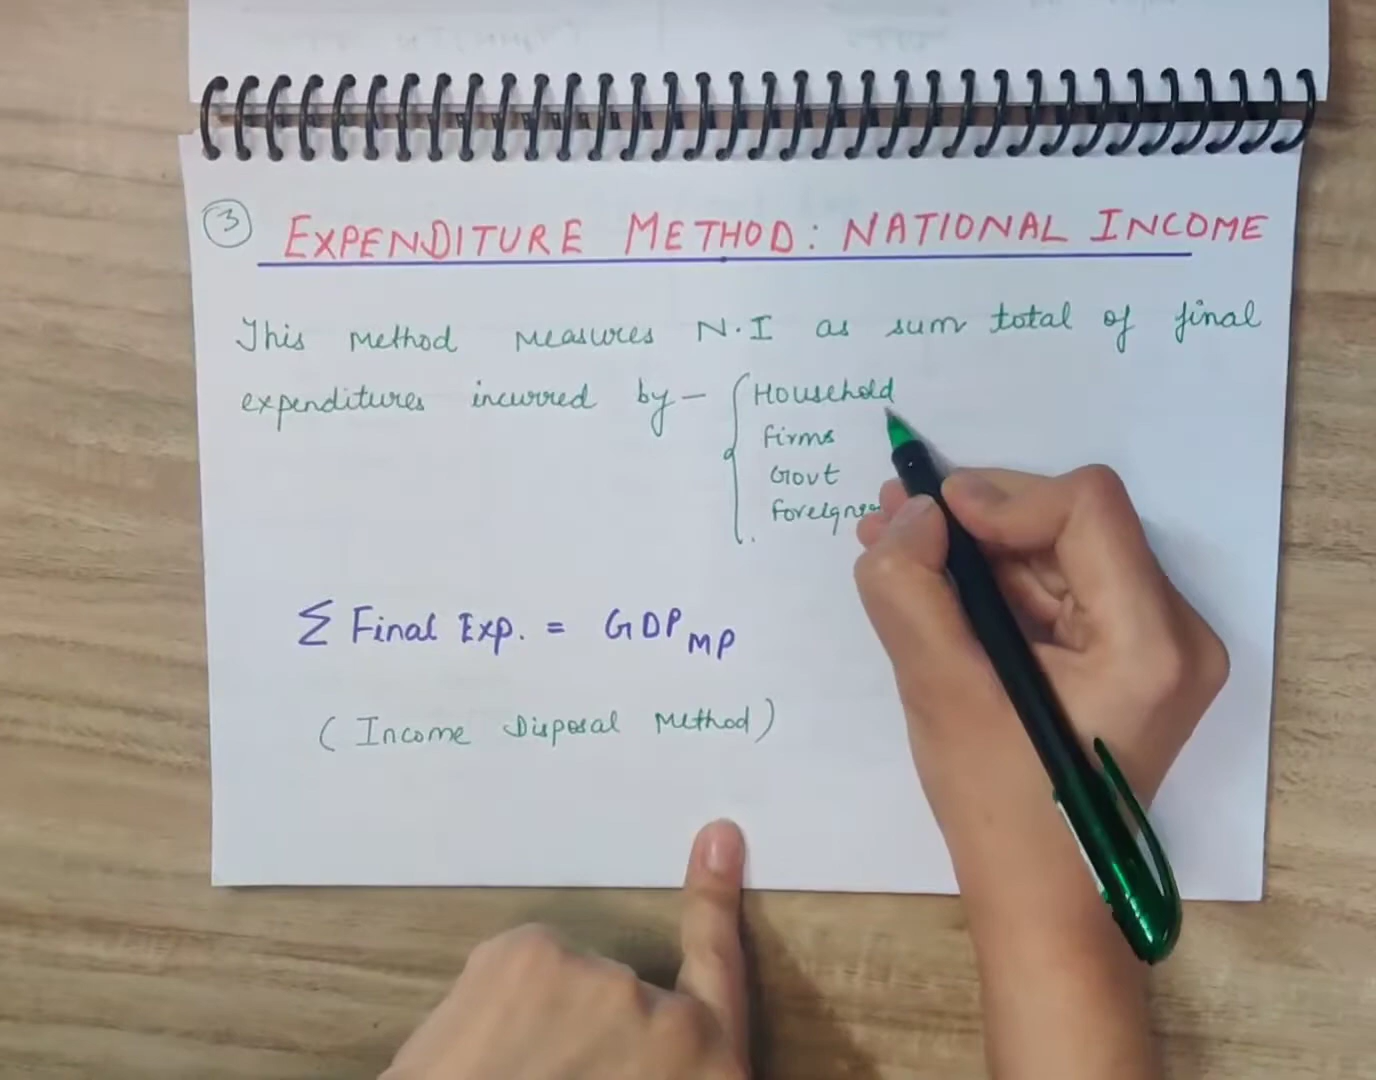 3 EXPENDITURE METHOD: NATIONAL INCOME
This method measures N.I as sum total of final
expenditures incurred by - Household
firms
Govt
foreigners
Σ Final Exp. = GDP MP
(Income Disposal Method)